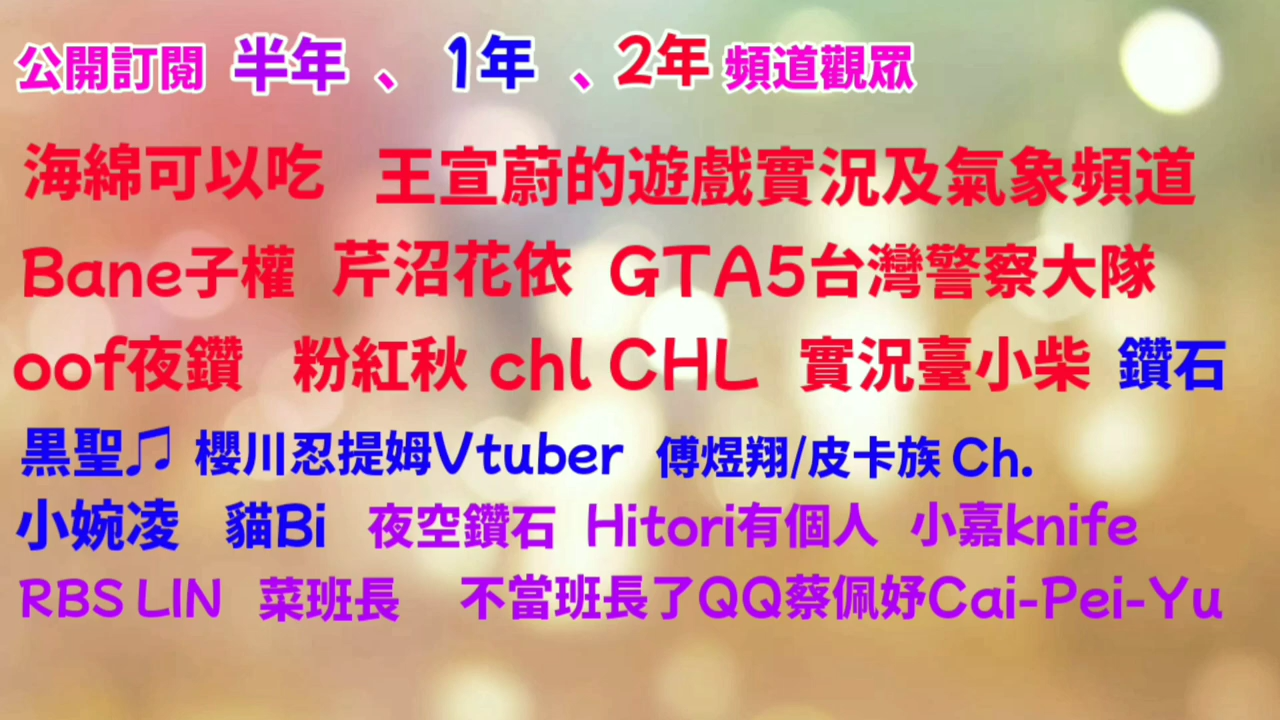 公開訂閱 半年 、 1年 、2年 頻道觀眾
海綿可以吃 王宣蔚的遊戲實況及氣象頻道
Bane子權 芹沼花依 GTA5台灣警察大隊
oof夜鑽 粉紅秋 chl CHL 實況臺小柴 鑽石
黒聖♫ 櫻川忍提姆Vtuber 傅煜翔/皮卡族 Ch.
小婉凌 貓Bi 夜空鑽石 Hitori有個人 小嘉knife
RBS LIN 菜班長 不當班長了QQ蔡佩妤Cai-Pei-Yu